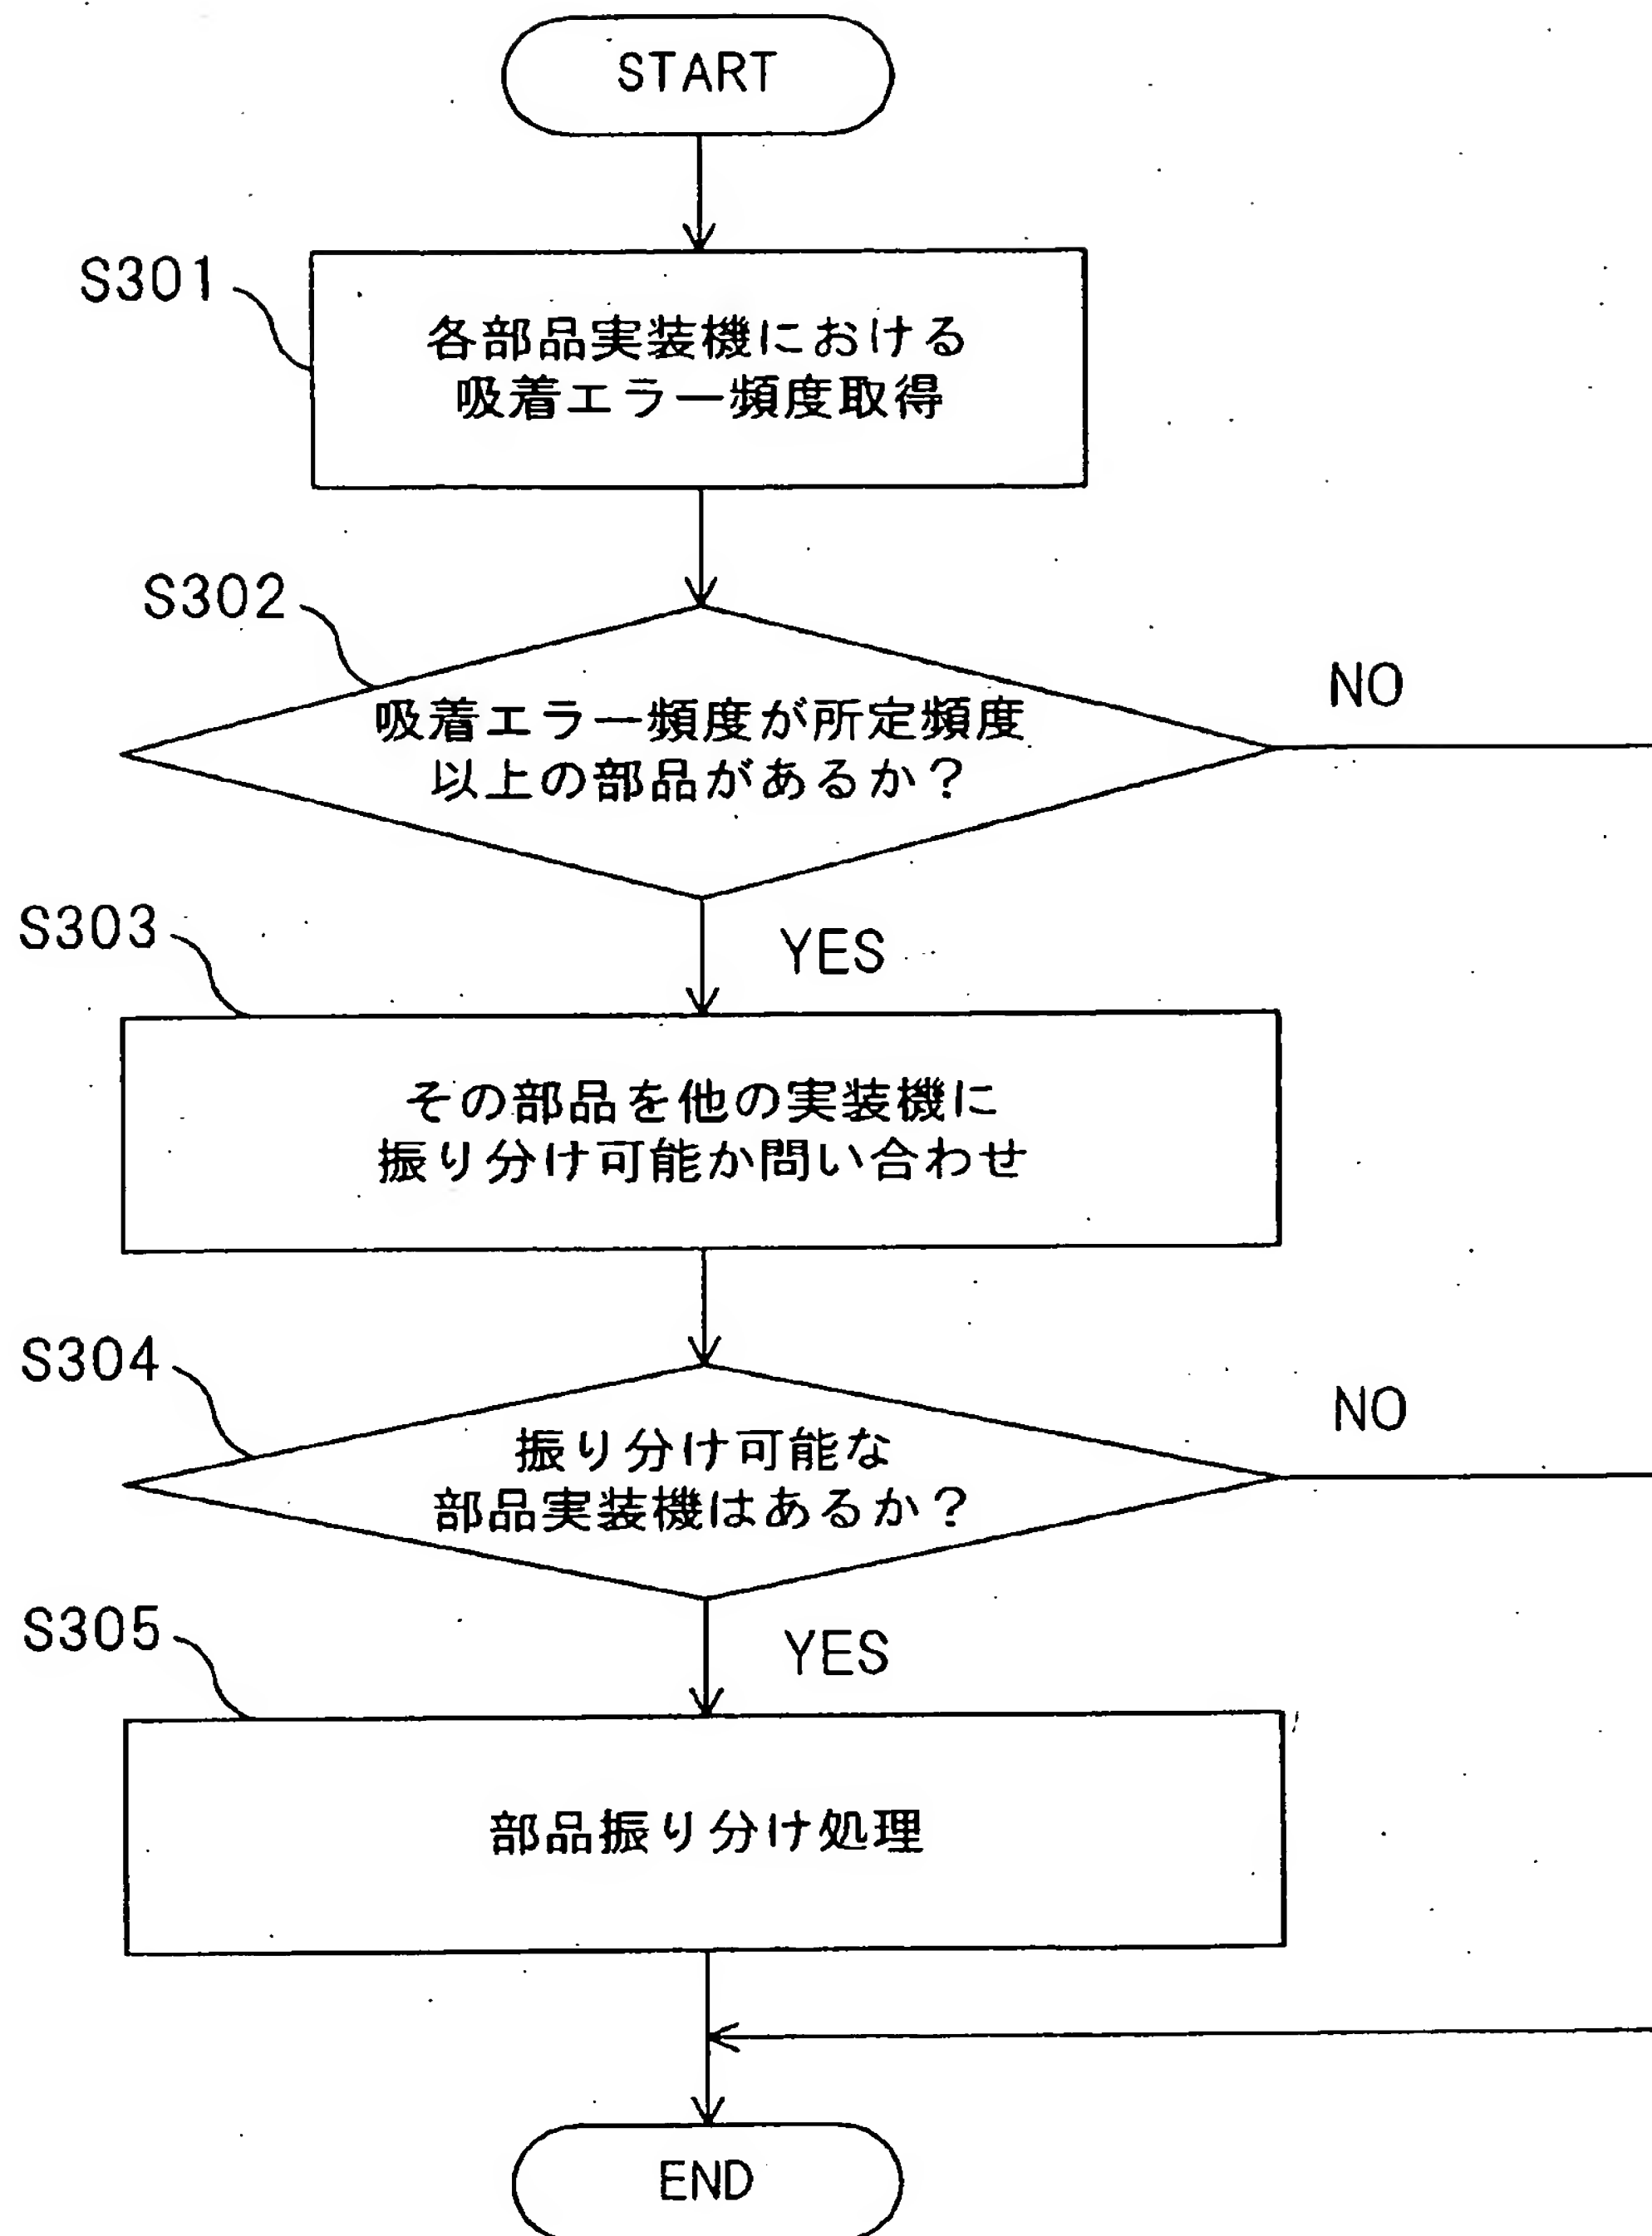 START
S301
各部品実装機における
吸着エラー頻度取得
S302
吸着エラー頻度が所定頻度
以上の部品があるか？
NO
YES
S303
その部品を他の実装機に
振り分け可能か問い合わせ
S304
振り分け可能な
部品実装機はあるか？
NO
YES
S305
部品振り分け処理
END